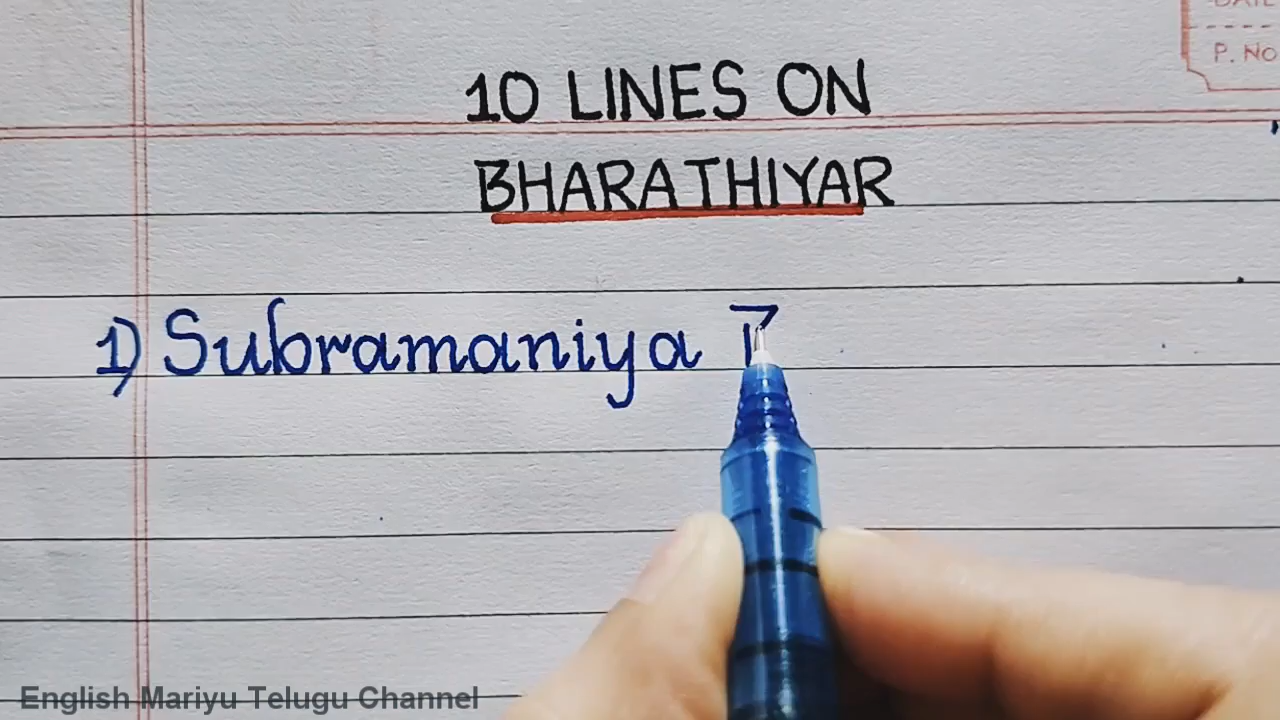 P. No
10 LINES ON
BHARATHIYAR
1) Subramaniya
English Mariyu Telugu Channel